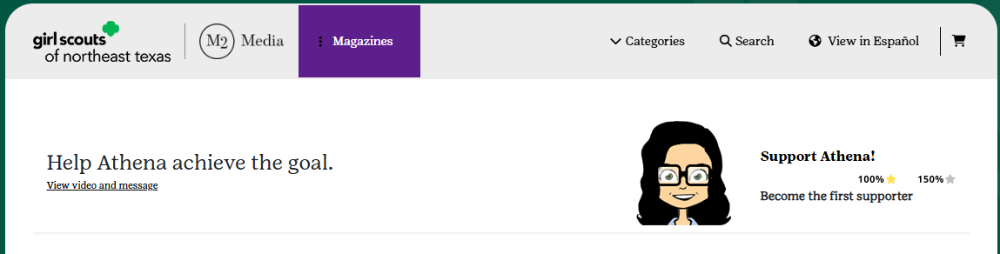 girl scouts
of northeast texas
M2 Media
Magazines
Categories
Search
View in Español
Help Athena achieve the goal.
View video and message
Support Athena!
100% 150%
Become the first supporter